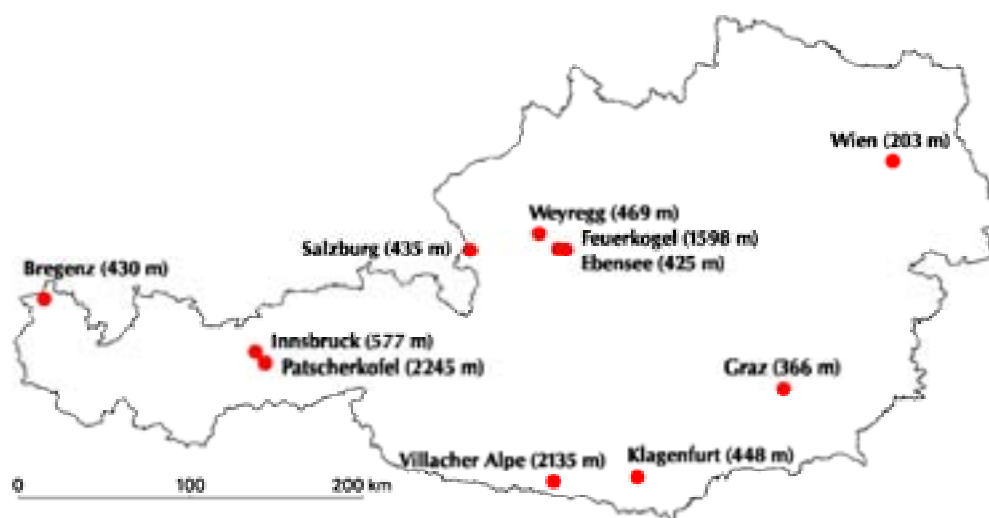 Wien (203 m)
Weyregg (469 m)
Salzburg (435 m)
Feuerkogel (1598 m)
Ebensee (425 m)
Bregenz (430 m)
Innsbruck (577 m)
Patscherkofel (2245 m)
Graz (366 m)
Villacher Alpe (2135 m)
Klagenfurt (448 m)
0 100 200 km